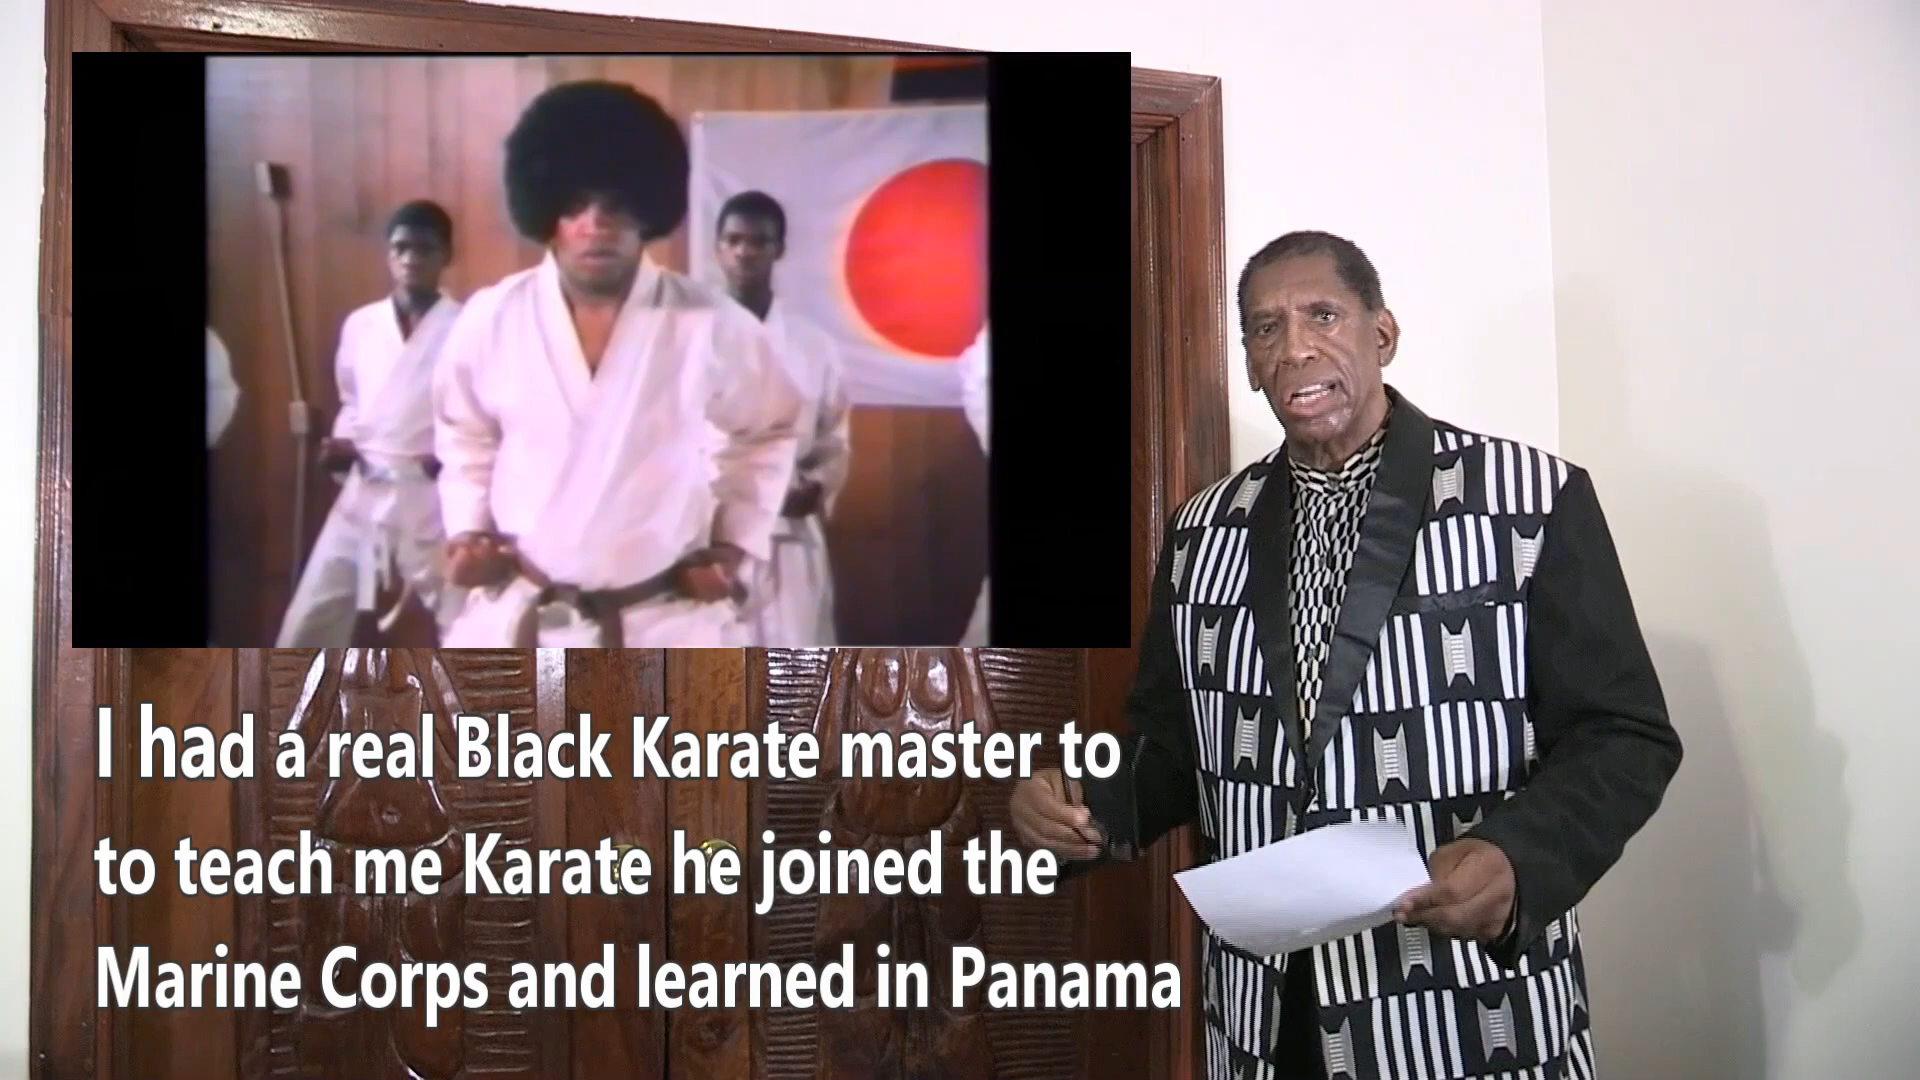 I had a real Black Karate master to
to teach me Karate he joined the
Marine Corps and learned in Panama